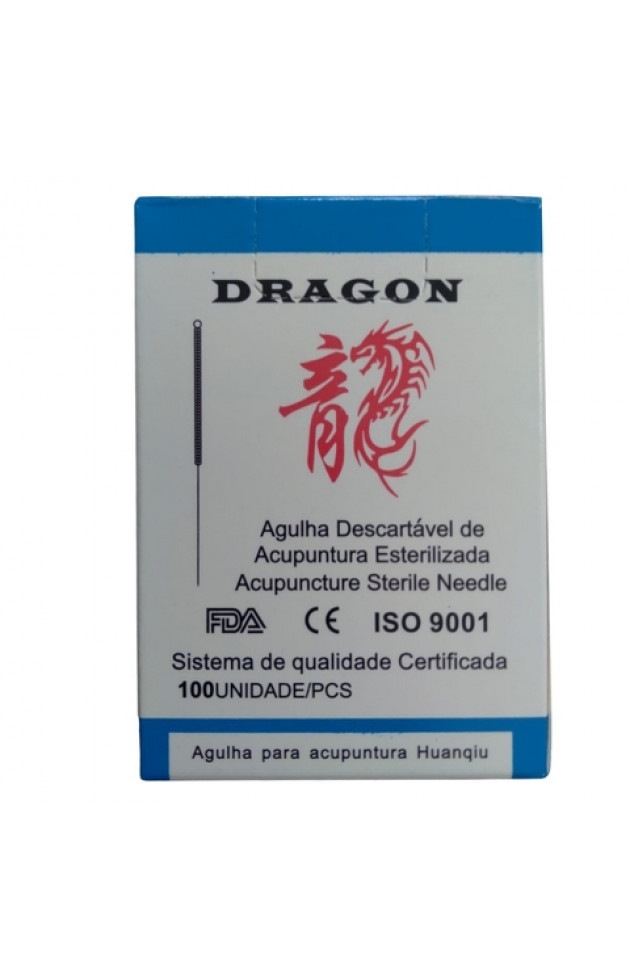 DRAGON
龍
Agulha Descartável de
Acupuntura Esterilizada
Acupuncture Sterile Needle
FDA CE ISO 9001
Sistema de qualidade Certificada
100UNIDADE/PCS
Agulha para acupuntura Huanqiu